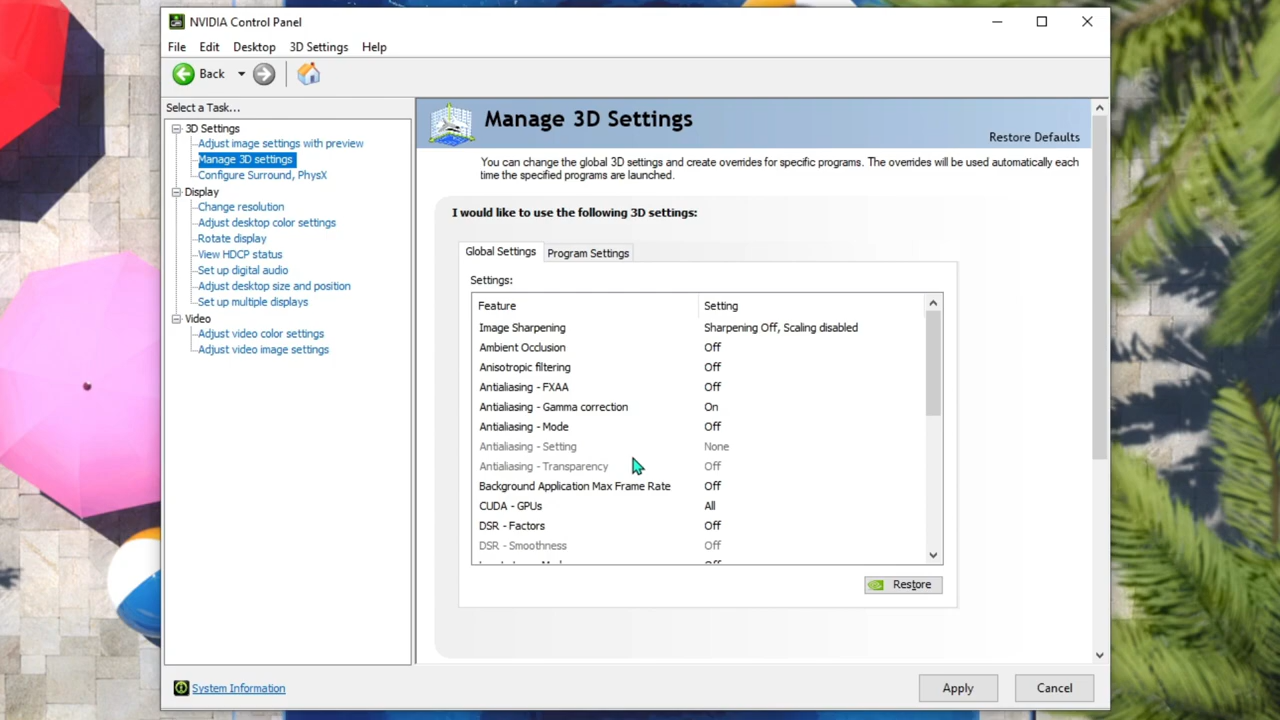 NVIDIA Control Panel
File Edit Desktop 3D Settings Help
Back
Select a Task...
3D Settings
Adjust image settings with preview
Manage 3D settings
Configure Surround, PhysX
Display
Change resolution
Adjust desktop color settings
Rotate display
View HDCP status
Set up digital audio
Adjust desktop size and position
Set up multiple displays
Video
Adjust video color settings
Adjust video image settings
System Information
Manage 3D Settings
Restore Defaults
You can change the global 3D settings and create overrides for specific programs. The overrides will be used automatically each
time the specified programs are launched.
I would like to use the following 3D settings:
Global Settings Program Settings
Settings:
Feature Setting
Image Sharpening Sharpening Off, Scaling disabled
Ambient Occlusion Off
Anisotropic filtering Off
Antialiasing - FXAA Off
Antialiasing - Gamma correction On
Antialiasing - Mode Off
Antialiasing - Setting None
Antialiasing - Transparency Off
Background Application Max Frame Rate Off
CUDA - GPUs All
DSR - Factors Off
DSR - Smoothness Off
Restore
Apply Cancel